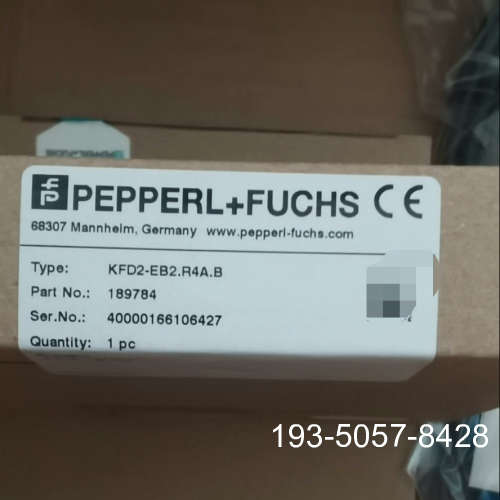 PEPPERL+FUCHS CE
68307 Mannheim, Germany www.pepperl-fuchs.com
Type: KFD2-EB2.R4A.B
Part No.: 189784
Ser.No.: 40000166106427
Quantity: 1 pc
193-5057-8428